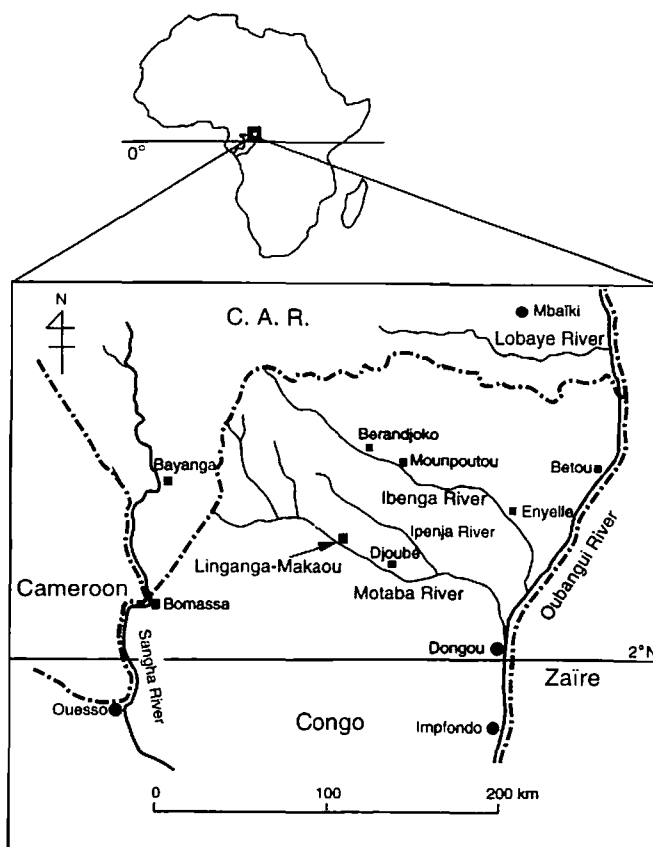 0°
N
C. A. R.
Mbaïki
Lobaye River
Berandjoko
Mounpoutou
Betou
Bayanga
Ibenga River
Enyelle
Ipenja River
Linganga-Makaou
Djoube
Oubangui River
Motaba River
Cameroon
Bomassa
Sangha River
Dongou
2°N
Zaïre
Ouesso
Congo
Impfondo
0
100
200 km